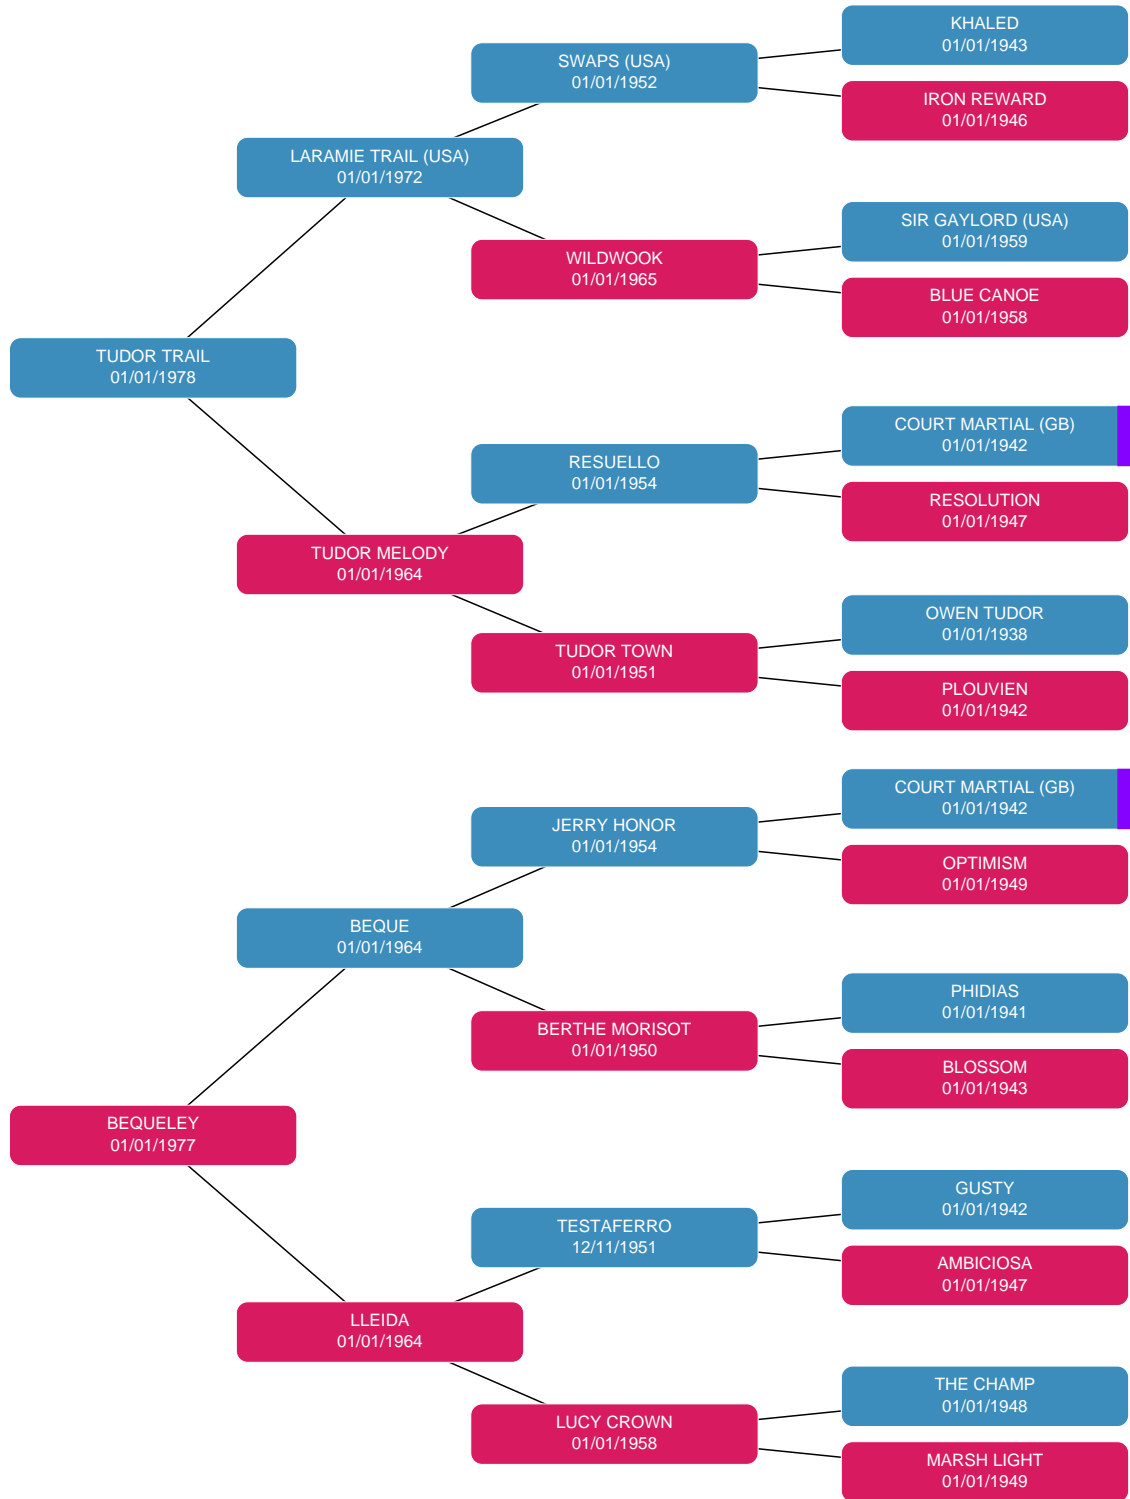 KHALED
01/01/1943
SWAPS (USA)
01/01/1952
IRON REWARD
01/01/1946
LARAMIE TRAIL (USA)
01/01/1972
SIR GAYLORD (USA)
01/01/1959
WILDWOOK
01/01/1965
BLUE CANOE
01/01/1958
TUDOR TRAIL
01/01/1978
COURT MARTIAL (GB)
01/01/1942
RESUELLO
01/01/1954
RESOLUTION
01/01/1947
TUDOR MELODY
01/01/1964
OWEN TUDOR
01/01/1938
TUDOR TOWN
01/01/1951
PLOUVIEN
01/01/1942
COURT MARTIAL (GB)
01/01/1942
JERRY HONOR
01/01/1954
OPTIMISM
01/01/1949
BEQUE
01/01/1964
PHIDIAS
01/01/1941
BERTHE MORISOT
01/01/1950
BLOSSOM
01/01/1943
BEQUELEY
01/01/1977
GUSTY
01/01/1942
TESTAFERRO
12/11/1951
AMBICIOSA
01/01/1947
LLEIDA
01/01/1964
THE CHAMP
01/01/1948
LUCY CROWN
01/01/1958
MARSH LIGHT
01/01/1949